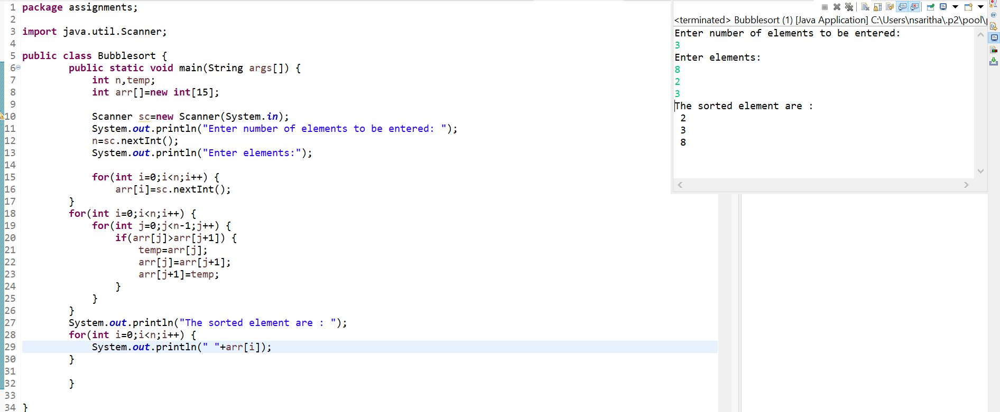 1 package assignments;
2
3 import java.util.Scanner;
4
5 public class Bubblesort {
6 public static void main(String args[]) {
7 int n,temp;
8 int arr[]=new int[15];
9
10 Scanner sc=new Scanner(System.in);
11 System.out.println("Enter number of elements to be entered: ");
12 n=sc.nextInt();
13 System.out.println("Enter elements:");
14
15 for(int i=0;i<n;i++) {
16 arr[i]=sc.nextInt();
17 }
18 for(int i=0;i<n;i++) {
19 for(int j=0;j<n-1;j++) {
20 if(arr[j]>arr[j+1]) {
21 temp=arr[j];
22 arr[j]=arr[j+1];
23 arr[j+1]=temp;
24 }
25 }
26 }
27 System.out.println("The sorted element are : ");
28 for(int i=0;i<n;i++) {
29 System.out.println(" "+arr[i]);
30 }
31
32 }
33
34 }
<terminated> Bubblesort (1) [Java Application] C:\Users\nsaritha\.p2\pool\
Enter number of elements to be entered:
3
Enter elements:
8
2
3
The sorted element are :
2
3
8